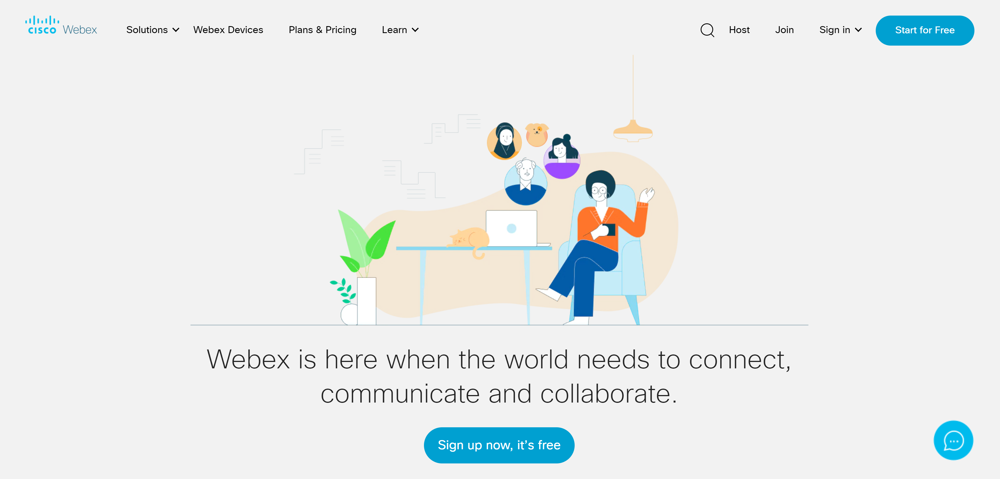 cisco Webex
Solutions Webex Devices Plans & Pricing Learn Host Join Sign in Start for Free
Webex is here when the world needs to connect,
communicate and collaborate.
Sign up now, it’s free